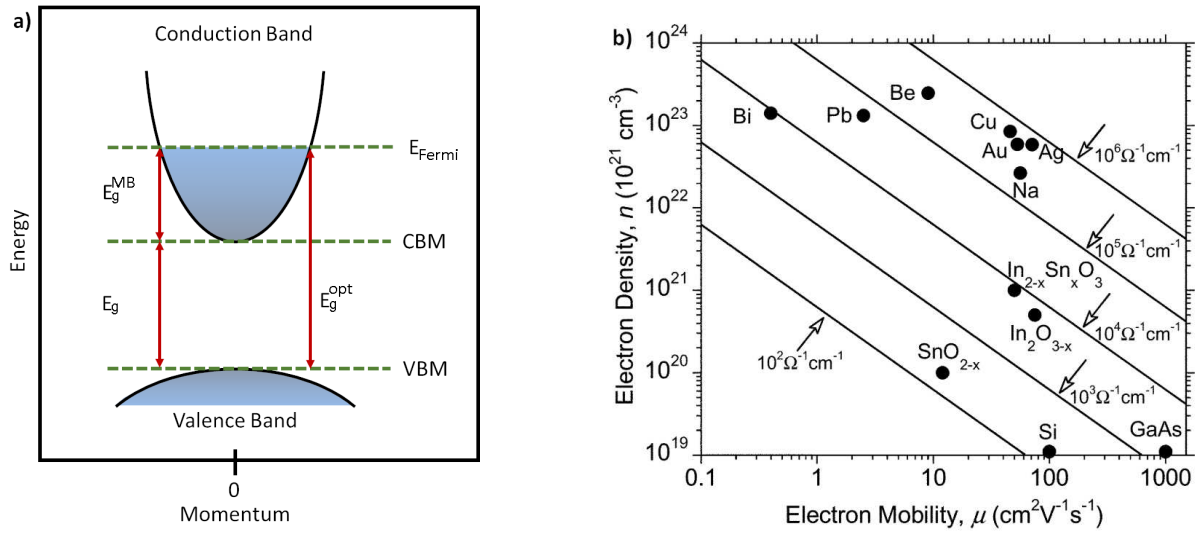 a)
Conduction Band
E_Fermi
E_g^MB
CBM
E_g
E_g^opt
VBM
Valence Band
Energy
0
Momentum
b)
10^24
10^23
10^22
10^21
10^20
10^19
Electron Density, n (10^21 cm^-3)
Bi
Pb
Be
Cu
Au
Ag
Na
10^6Ω^-1cm^-1
10^5Ω^-1cm^-1
In_2-xSn_xO_3
In_2O_3-x
10^4Ω^-1cm^-1
10^2Ω^-1cm^-1
SnO_2-x
10^3Ω^-1cm^-1
Si
GaAs
0.1
1
10
100
1000
Electron Mobility, μ (cm^2V^-1s^-1)